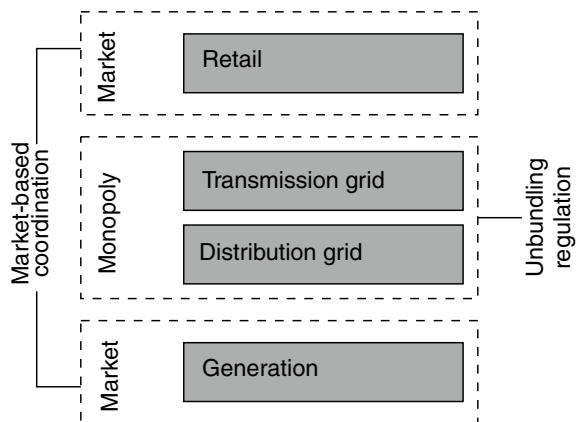 Market
Retail
Market-based
coordination
Monopoly
Transmission grid
Distribution grid
Unbundling
regulation
Market
Generation